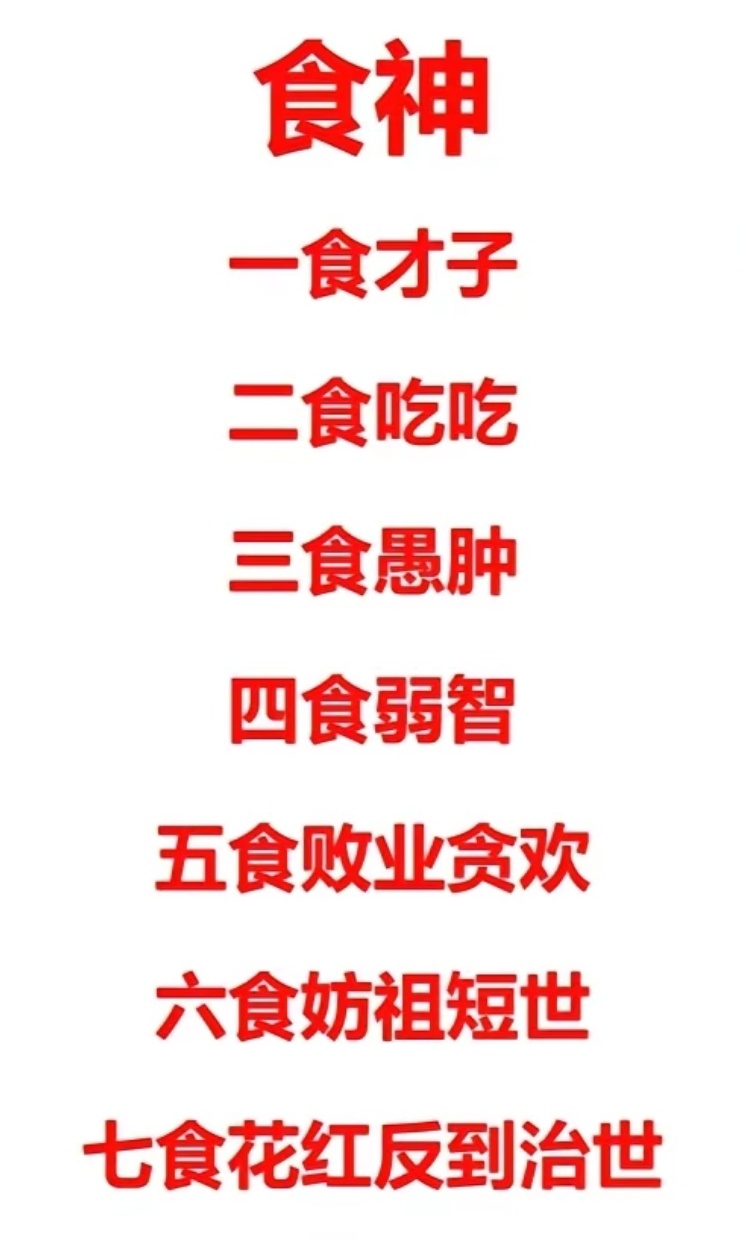 食神
一食才子
二食吃吃
三食愚肿
四食弱智
五食败业贪欢
六食妨祖短世
七食花红反到治世